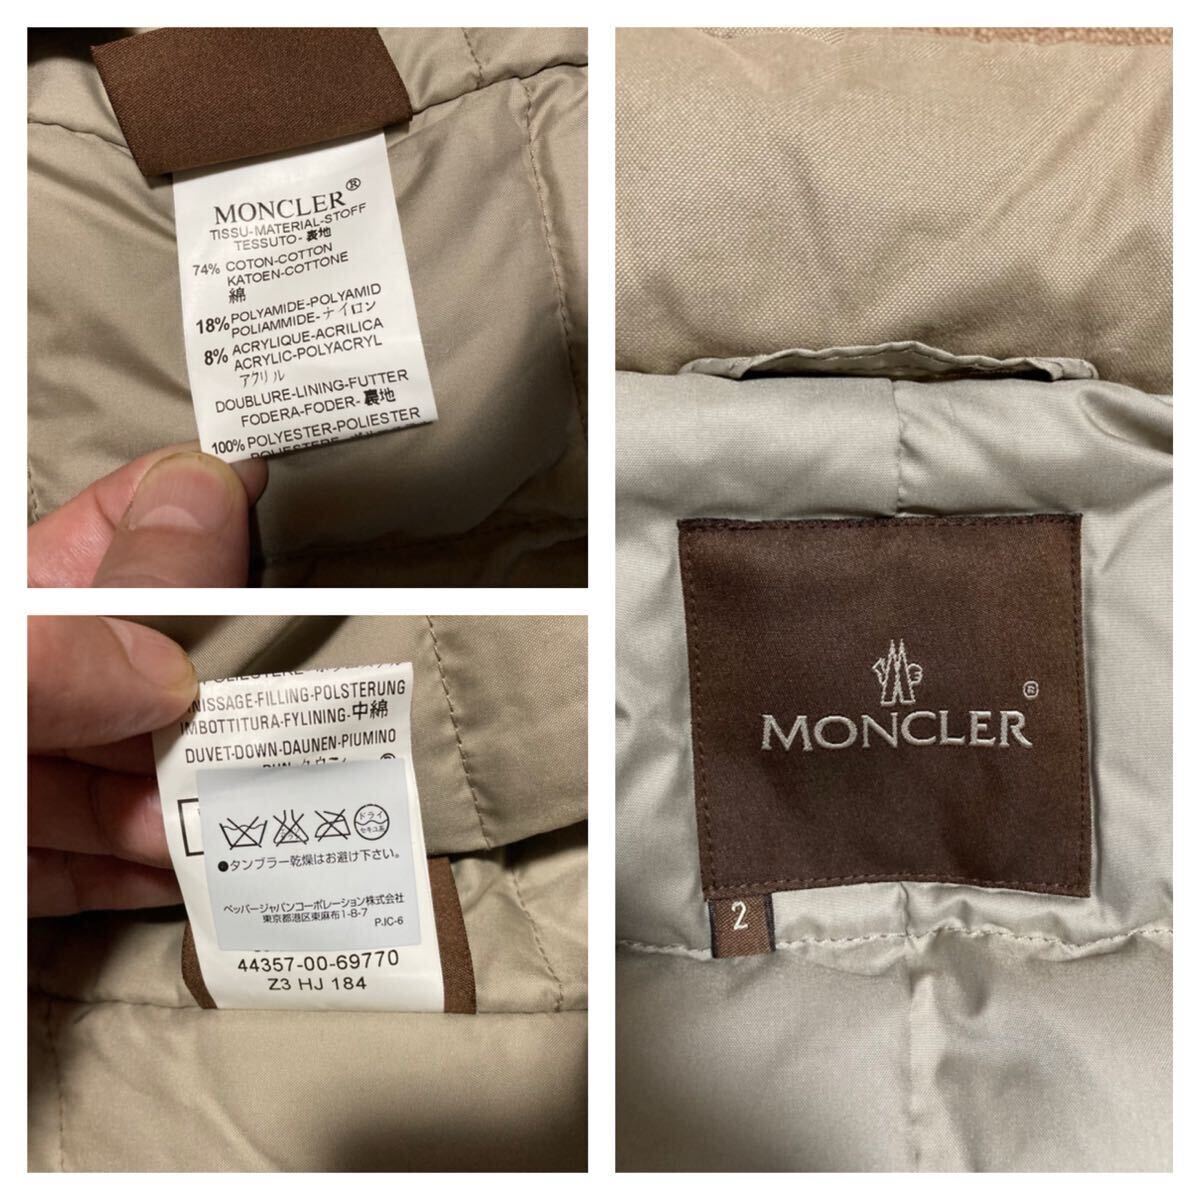 MONCLER®
TISSU-MATERIAL-STOFF
TESSUTO-裏地
74% COTON-COTTON
KATOEN-COTTONE
綿
18% POLYAMIDE-POLYAMID
POLIAMMIDE-ナイロン
8% ACRYLIQUE-ACRILICA
ACRYLIC-POLYACRYL
アクリル
DOUBLURE-LINING-FUTTER
FODERA-FODER-裏地
100% POLYESTER-POLIESTER
NISSAGE-FILLING-POLSTERUNG
IMBOTTITURA-FYLINING-中綿
DUVET-DOWN-DAUNEN-PIUMINO
®
ドライ
セキユ系
●タンブラー乾燥はお避け下さい。
ペッパージャパンコーポレーション株式会社
東京都港区東麻布1-8-7
PJC-6
44357-00-69770
Z3 HJ 184
MONCLER®
2